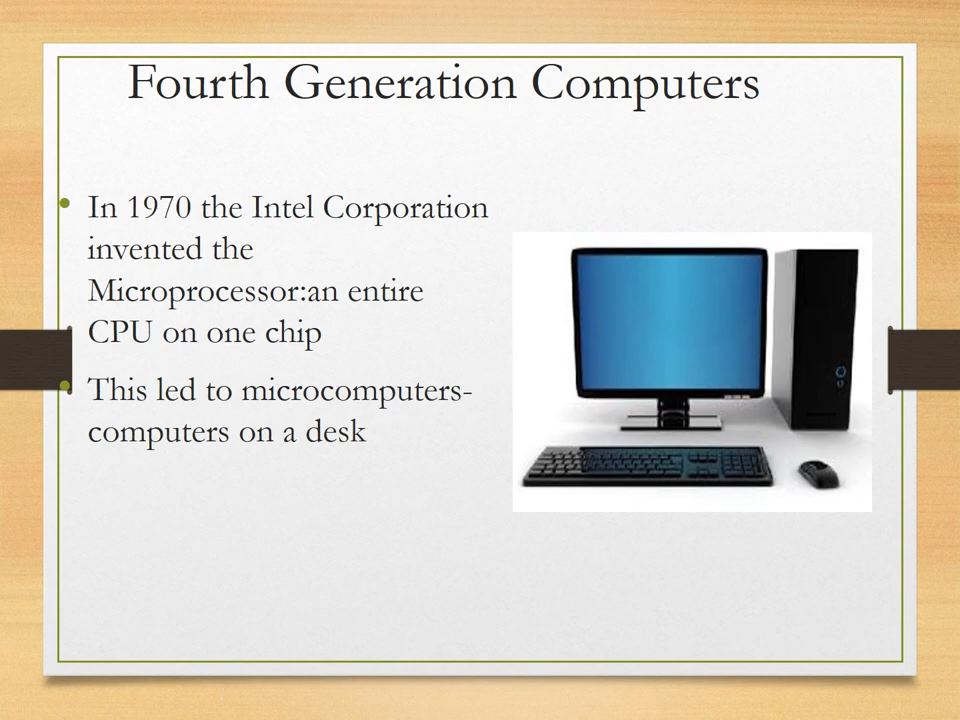 Fourth Generation Computers
• In 1970 the Intel Corporation
invented the
Microprocessor:an entire
CPU on one chip
• This led to microcomputers-
computers on a desk